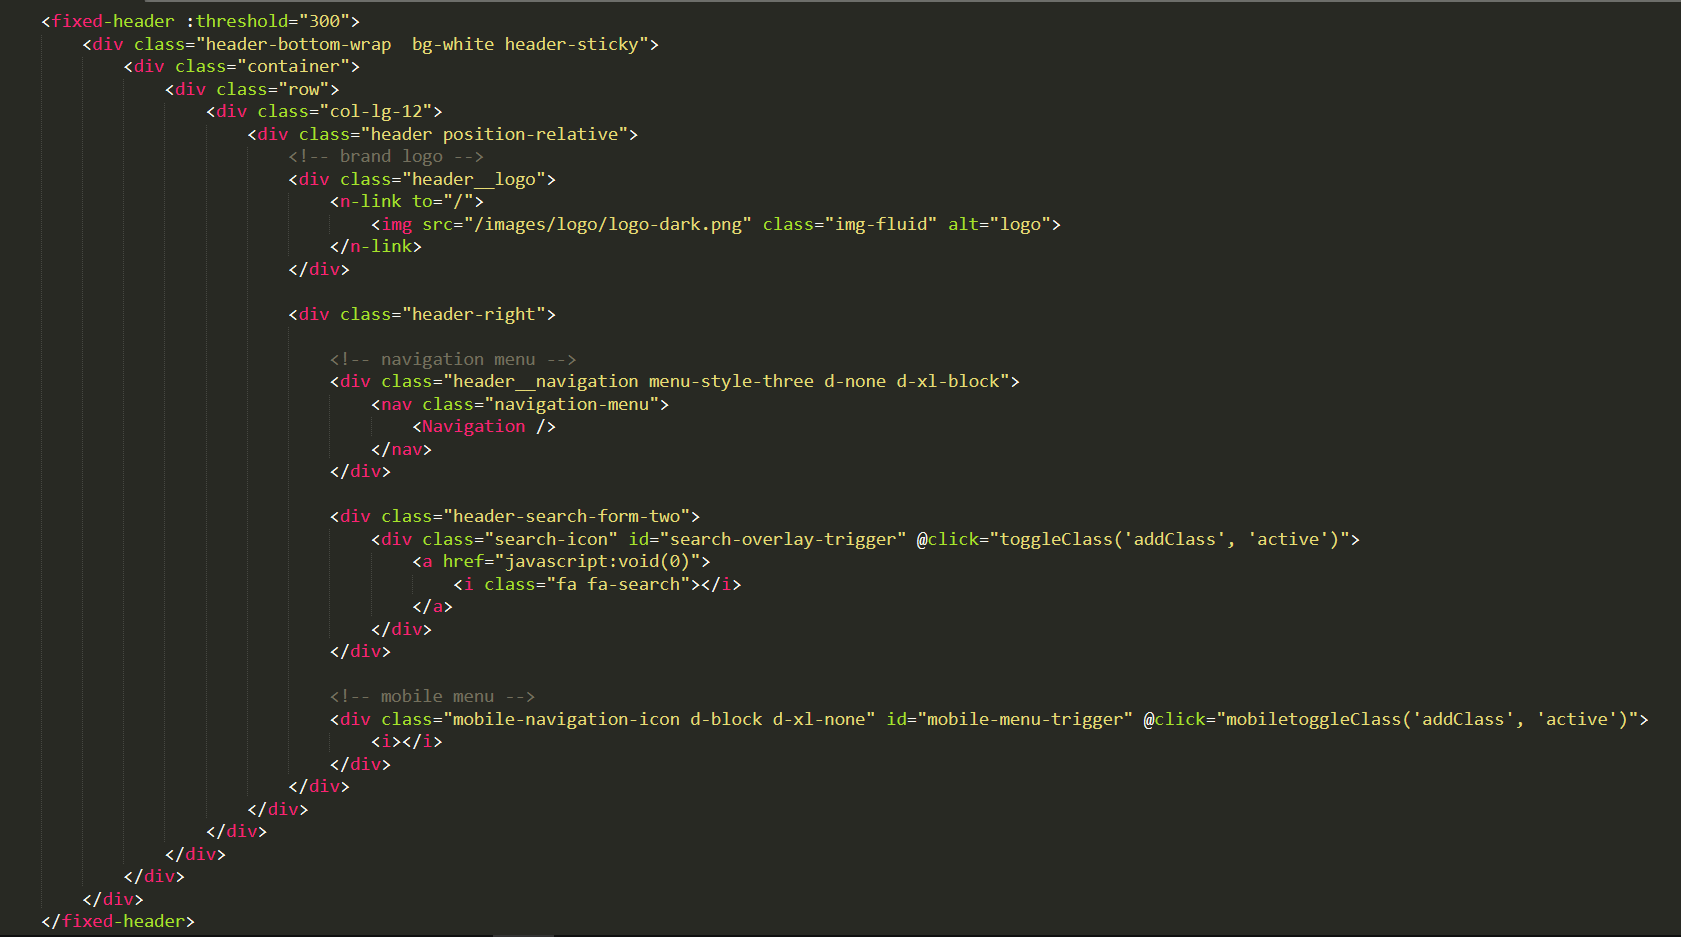 <fixed-header :threshold="300">
<div class="header-bottom-wrap  bg-white header-sticky">
<div class="container">
<div class="row">
<div class="col-lg-12">
<div class="header position-relative">
<!-- brand logo -->
<div class="header__logo">
<n-link to="/">
<img src="/images/logo/logo-dark.png" class="img-fluid" alt="logo">
</n-link>
</div>
<div class="header-right">
<!-- navigation menu -->
<div class="header__navigation menu-style-three d-none d-xl-block">
<nav class="navigation-menu">
<Navigation />
</nav>
</div>
<div class="header-search-form-two">
<div class="search-icon" id="search-overlay-trigger" @click="toggleClass('addClass', 'active')">
<a href="javascript:void(0)">
<i class="fa fa-search"></i>
</a>
</div>
</div>
<!-- mobile menu -->
<div class="mobile-navigation-icon d-block d-xl-none" id="mobile-menu-trigger" @click="mobiletoggleClass('addClass', 'active')">
<i></i>
</div>
</div>
</div>
</div>
</div>
</div>
</div>
</fixed-header>